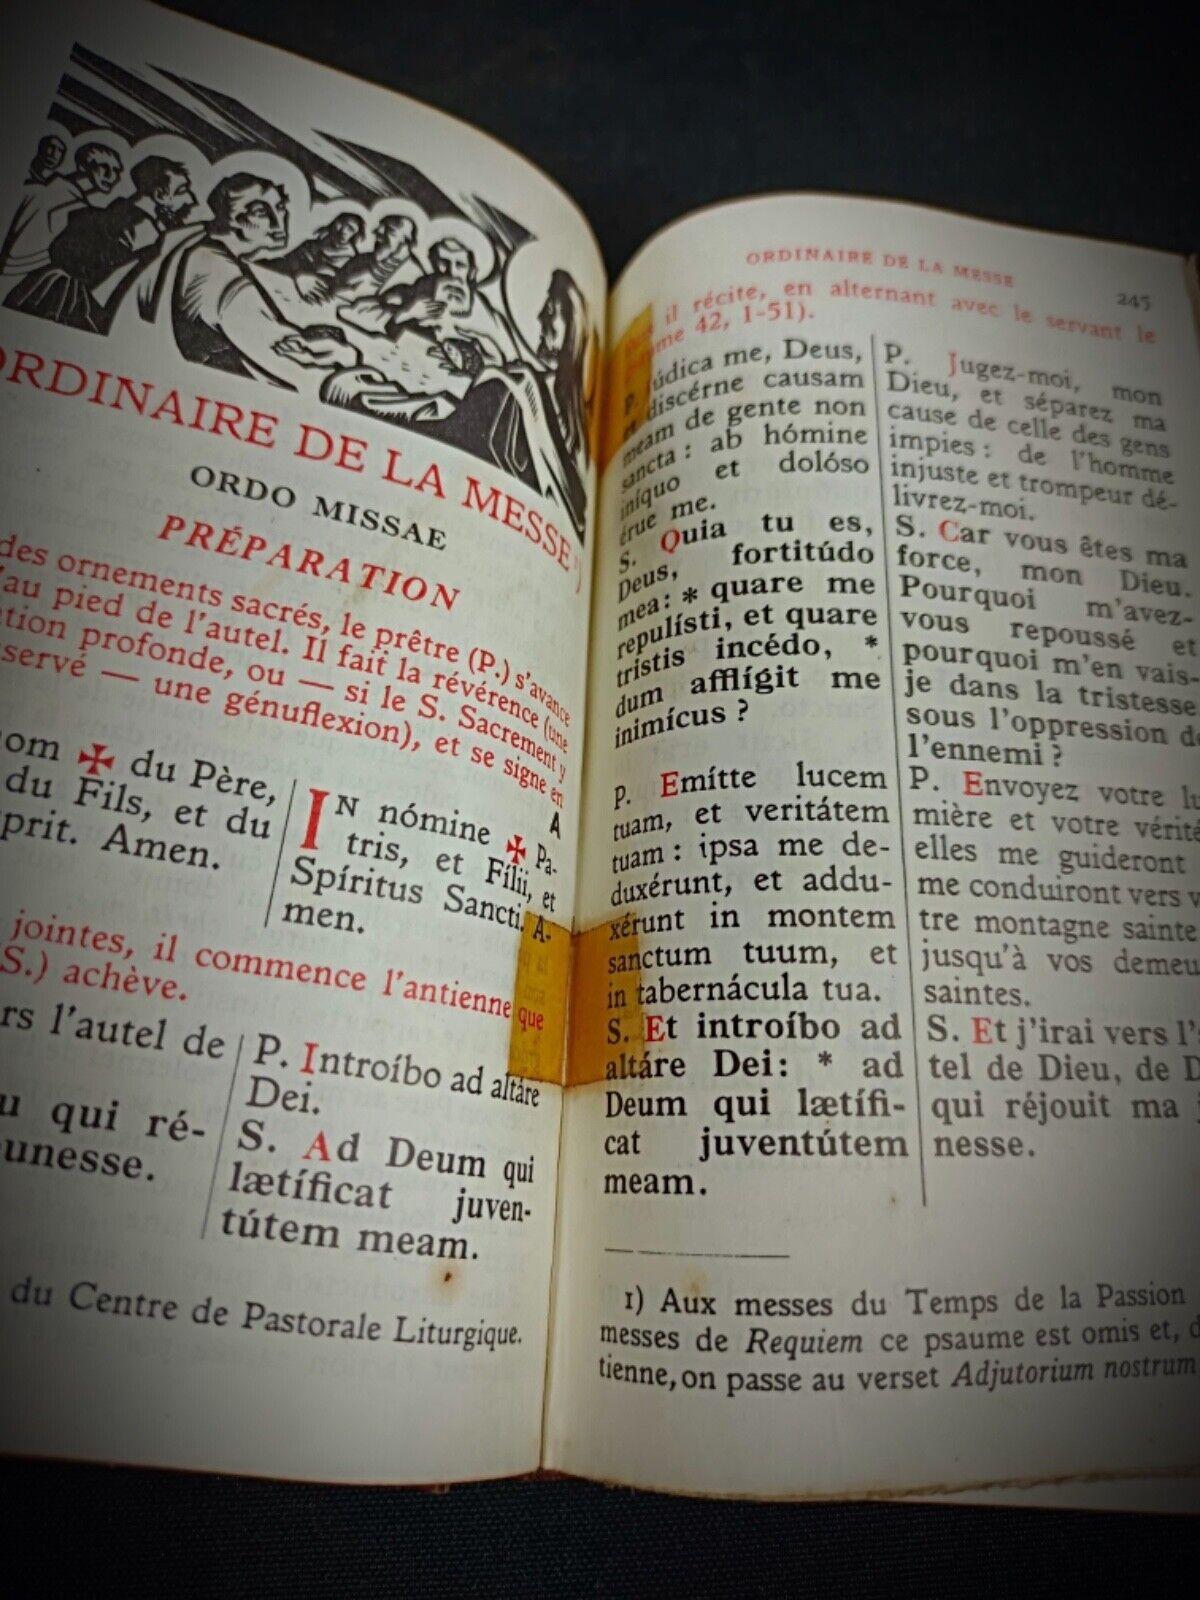 ORDINAIRE DE LA MESSE
ORDO MISSAE
PRÉPARATION
des ornements sacrés, le prêtre (P.) s'avance
au pied de l'autel. Il fait la révérence (une
profonde, ou — si le S. Sacrement y
— une génuflexion), et se signe en
du Père,
du Fils, et du
Amen.
A
IN nómine ✠ Pa-
tris, et Fílii, et
Spíritus Sancti. A-
men.
jointes, il commence l'antienne que
(S.) achève.
l'autel de
qui ré-
P. Introíbo ad altáre
Dei.
S. Ad Deum qui
lætíficat juven-
tútem meam.
du Centre de Pastorale Liturgique.
ORDINAIRE DE LA MESSE 245
il récite, en alternant avec le servant le
42, 1-51).
P. Júdica me, Deus,
et discérne causam
meam de gente non
sancta : ab hómine
iníquo et dolóso
érue me.
S. Quia tu es,
Deus, fortitúdo
mea : * quare me
repulísti, et quare
tristis incédo, *
dum afflígit me
inimícus ?
P. Emítte lucem
tuam, et veritátem
tuam : ipsa me de-
duxérunt, et addu-
xérunt in montem
sanctum tuum, et
in tabernácula tua.
S. Et introíbo ad
altáre Dei : * ad
Deum qui lætífi-
cat juventútem
meam.
P. Jugez-moi, mon
Dieu, et séparez ma
cause de celle des gens
impies : de l'homme
injuste et trompeur dé-
livrez-moi.
S. Car vous êtes ma
force, mon Dieu.
Pourquoi m'avez-
vous repoussé et
pourquoi m'en vais-
je dans la tristesse
sous l'oppression de
l'ennemi ?
P. Envoyez votre lu
mière et votre vérité
elles me guideront
me conduiront vers v
tre montagne sainte
jusqu'à vos demeu
saintes.
S. Et j'irai vers l'
tel de Dieu, de D
qui réjouit ma j
nesse.
1) Aux messes du Temps de la Passion
messes de Requiem ce psaume est omis et,
tienne, on passe au verset Adjutorium nostrum